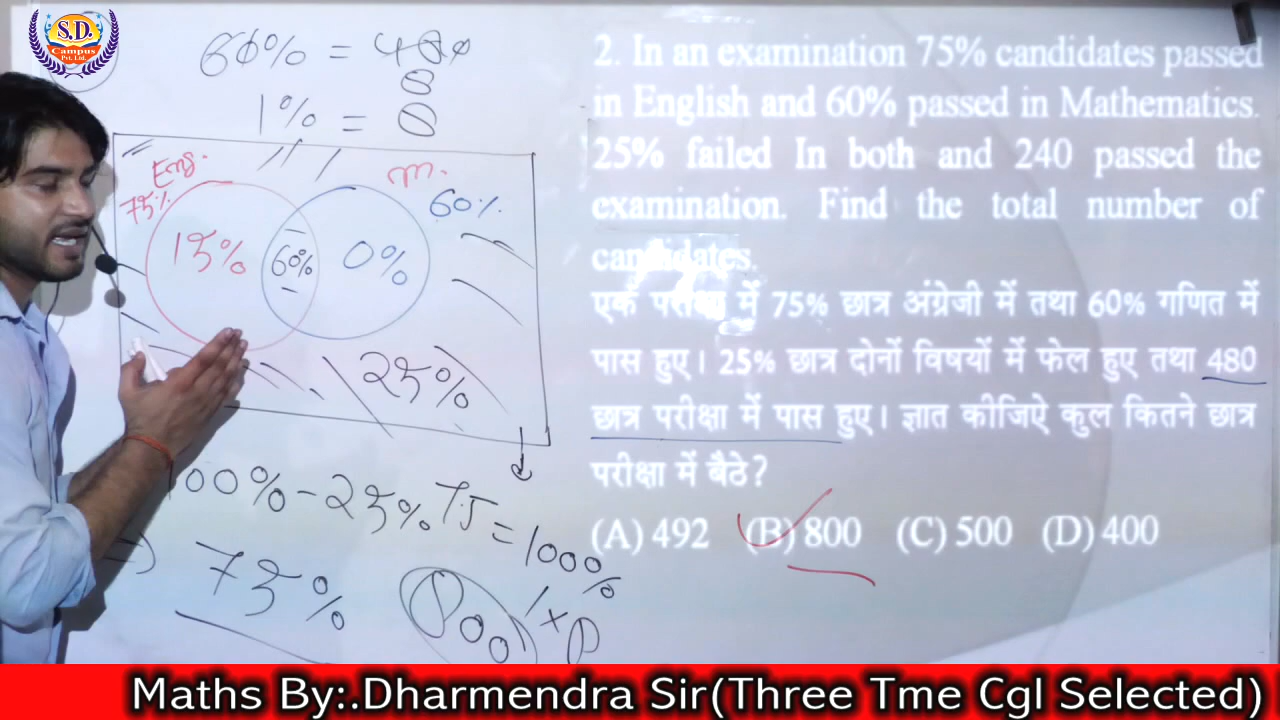 S.D.
Campus
Pvt. Ltd.
60% = 480
8
1% = 8
Eng.
75%
m.
60%
15%
60%
0%
25%
100% - 25% 75
= 100%
⇒ 75%
800
1 × 8
2. In an examination 75% candidates passed
in English and 60% passed in Mathematics.
25% failed In both and 240 passed the
examination. Find the total number of
candidates.
एक परीक्षा में 75% छात्र अंग्रेजी में तथा 60% गणित में
पास हुए। 25% छात्र दोनों विषयों में फेल हुए तथा 480
छात्र परीक्षा में पास हुए। ज्ञात कीजिऐ कुल कितने छात्र
परीक्षा में बैठे?
(A) 492 (B) 800 (C) 500 (D) 400
Maths By:.Dharmendra Sir(Three Tme Cgl Selected)